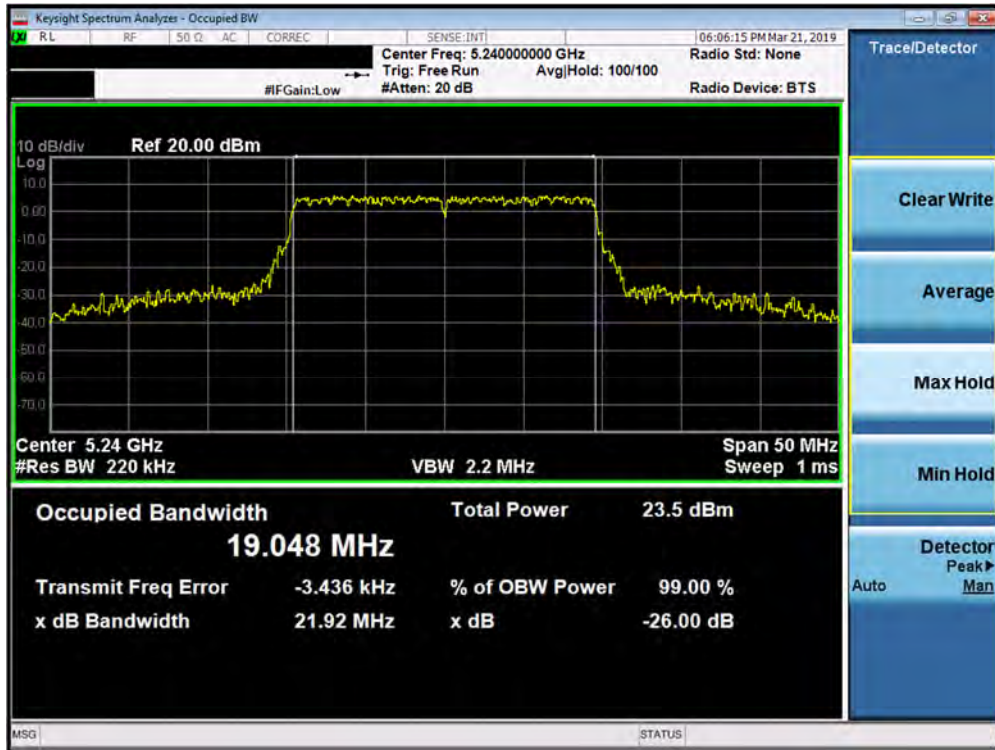 Keysight Spectrum Analyzer - Occupied BW
LXI RL RF 50 Ω AC CORREC SENSE:INT 06:06:15 PM Mar 21, 2019
Center Freq: 5.240000000 GHz Radio Std: None
Trig: Free Run Avg|Hold: 100/100
#IFGain:Low #Atten: 20 dB Radio Device: BTS
10 dB/div Ref 20.00 dBm
Log
10.0
0.00
-10.0
-20.0
-30.0
-40.0
-50.0
-60.0
-70.0
Center 5.24 GHz Span 50 MHz
#Res BW 220 kHz VBW 2.2 MHz Sweep 1 ms
Occupied Bandwidth Total Power 23.5 dBm
19.048 MHz
Transmit Freq Error -3.436 kHz % of OBW Power 99.00 %
x dB Bandwidth 21.92 MHz x dB -26.00 dB
MSG STATUS
Trace/Detector
Clear Write
Average
Max Hold
Min Hold
Detector
Peak▶
Auto Man